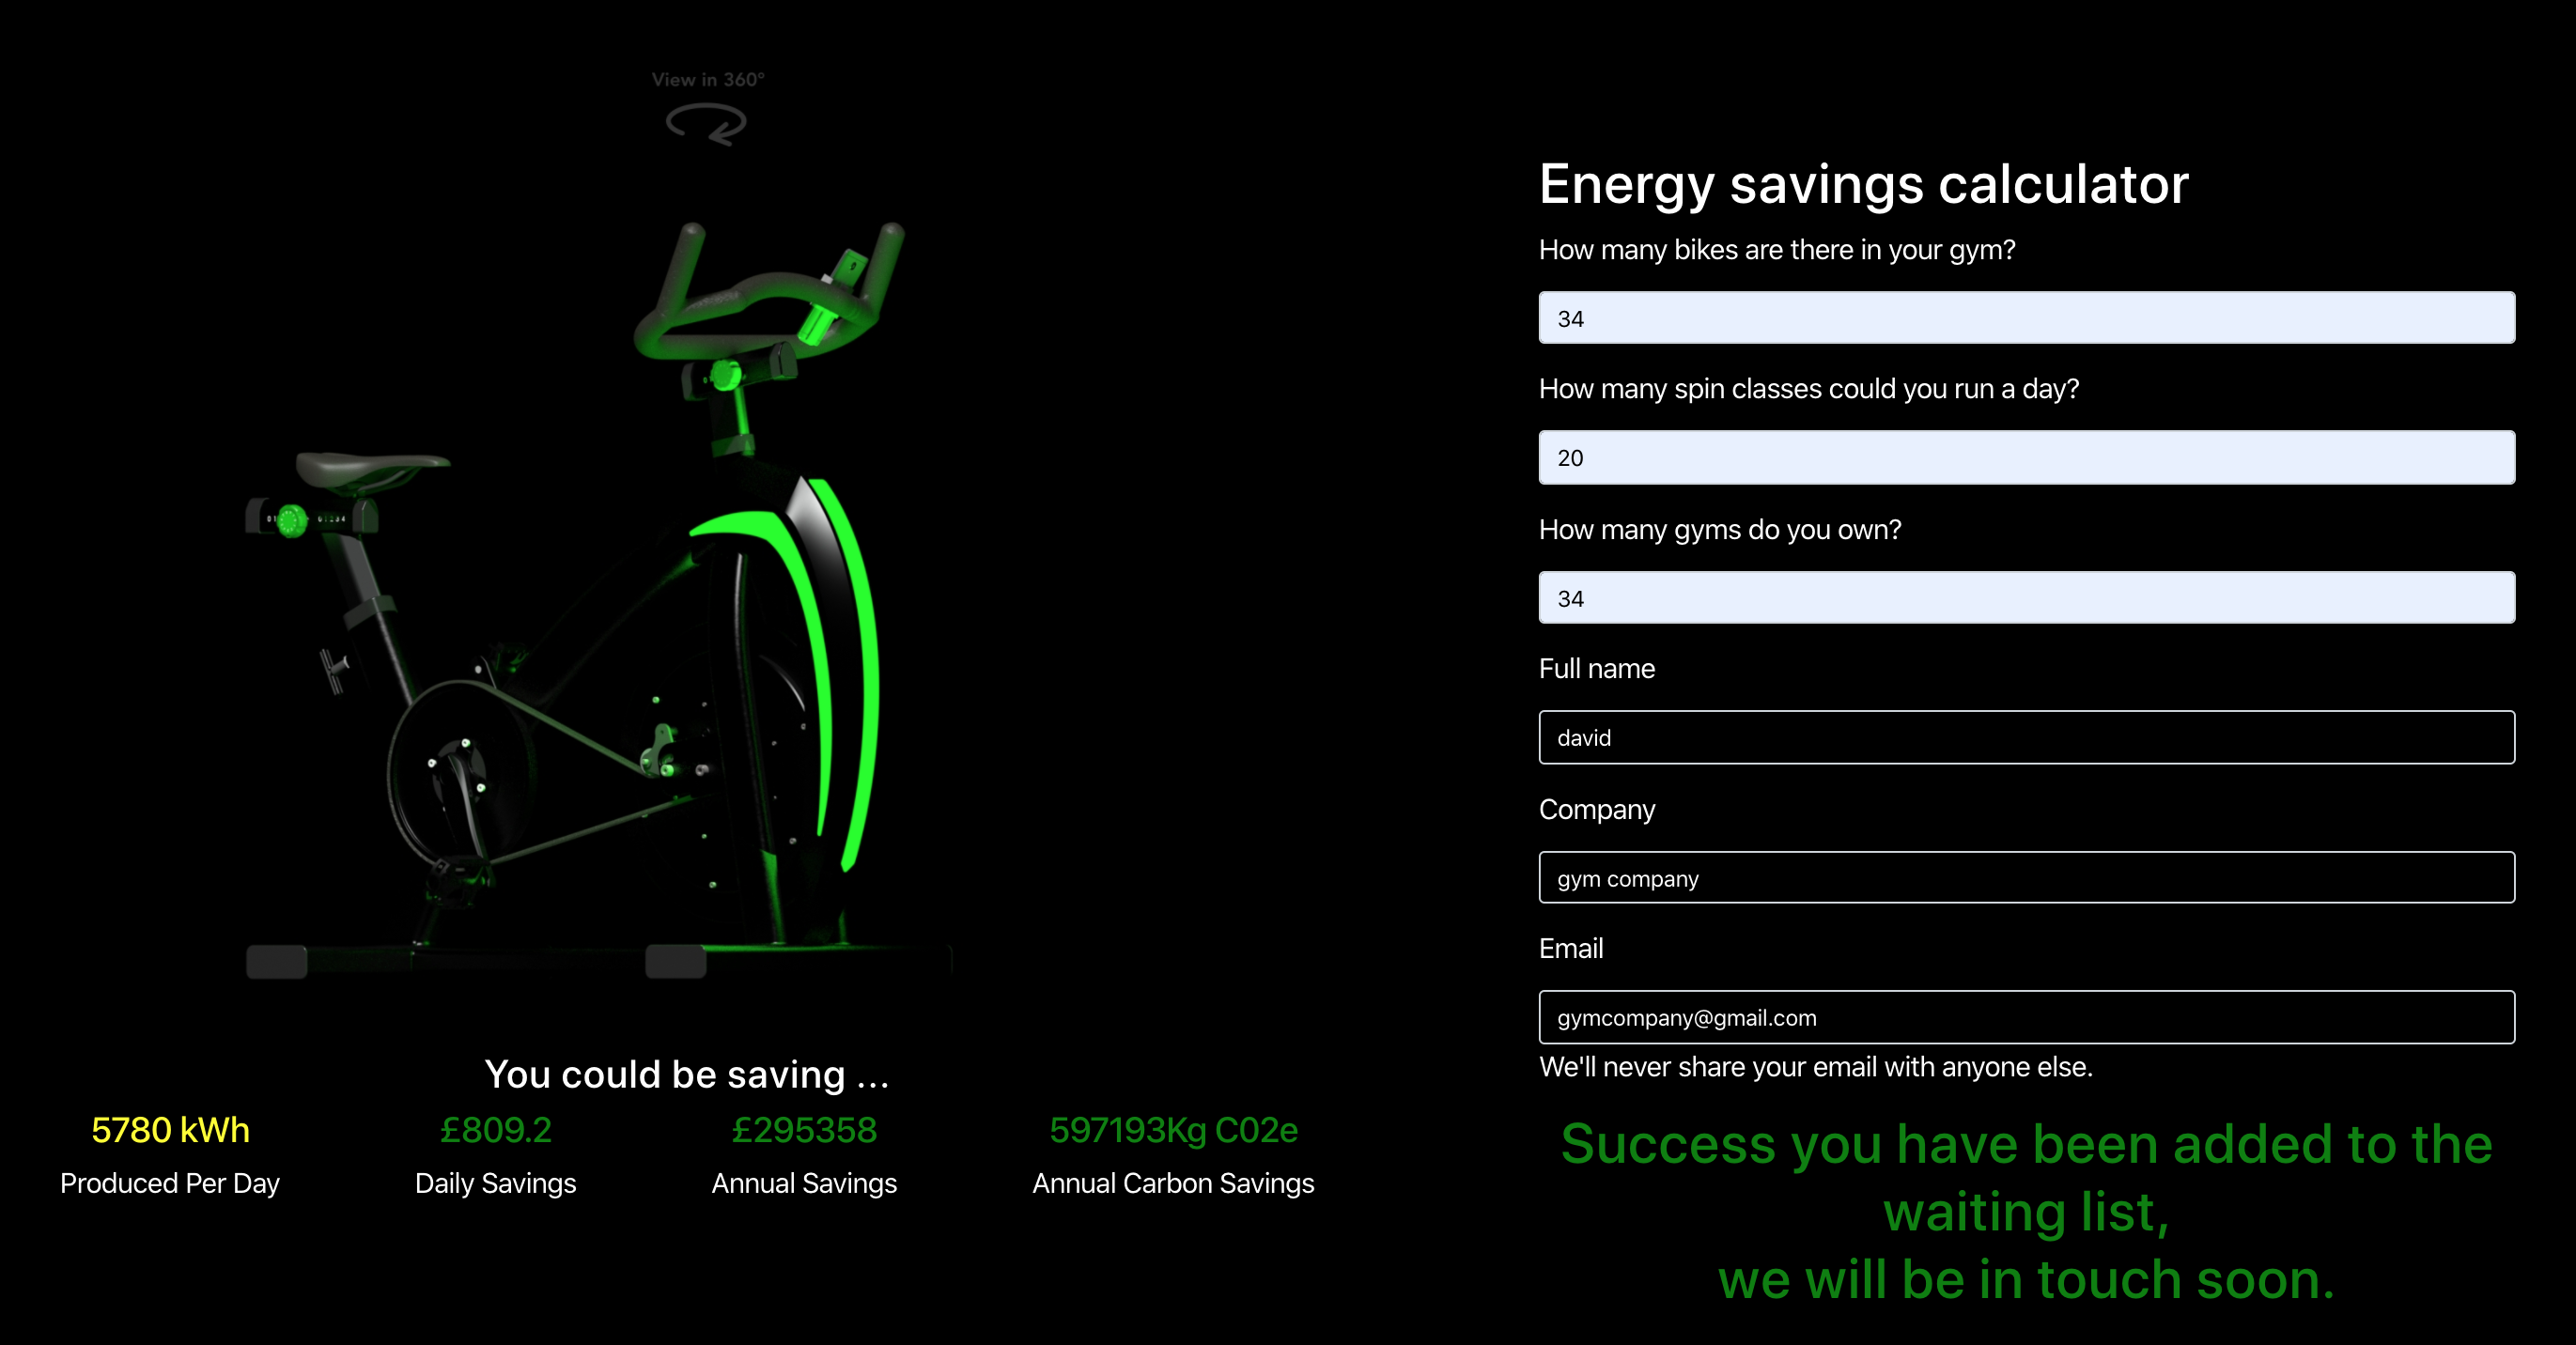 View in 360°
Energy savings calculator
How many bikes are there in your gym?
34
How many spin classes could you run a day?
20
How many gyms do you own?
34
Full name
david
Company
gym company
Email
gymcompany@gmail.com
We'll never share your email with anyone else.
Success you have been added to the
waiting list,
we will be in touch soon.
You could be saving ...
5780 kWh
Produced Per Day
£809.2
Daily Savings
£295358
Annual Savings
597193Kg C02e
Annual Carbon Savings